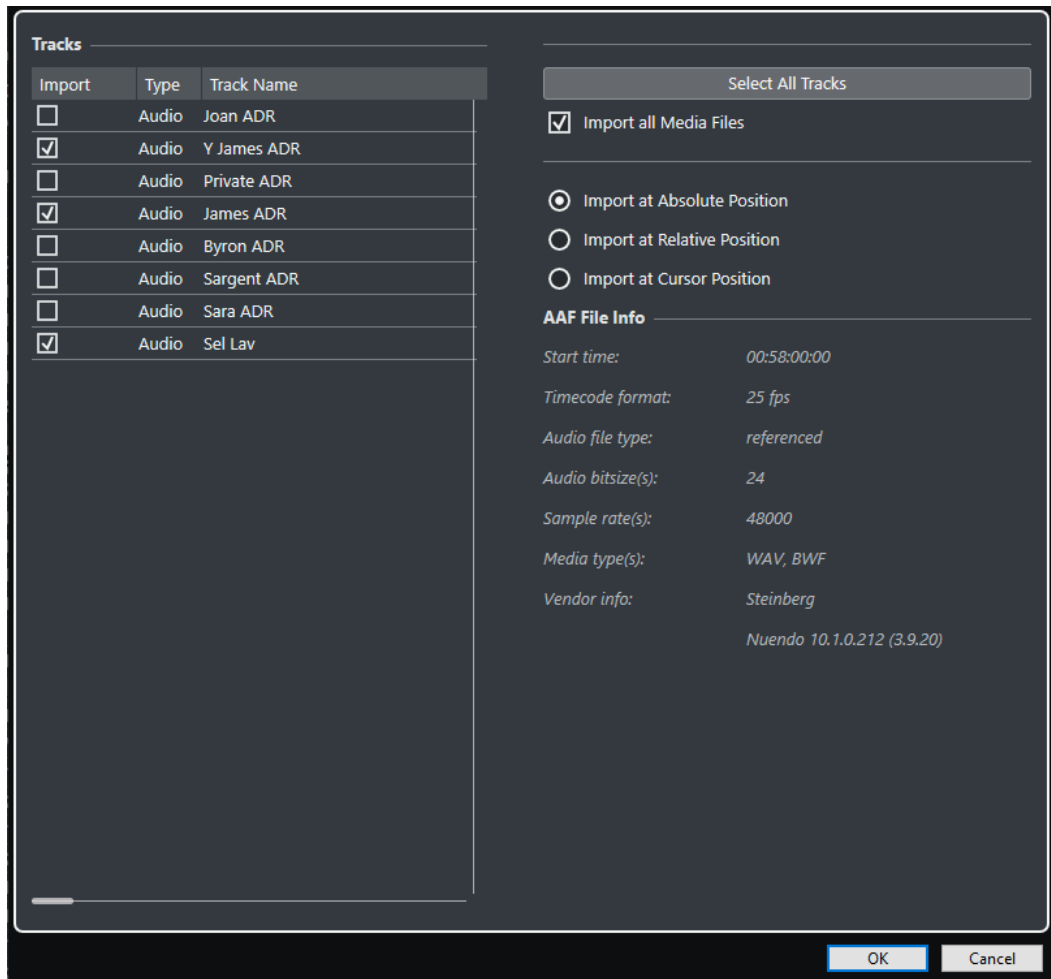 Tracks
Import Type Track Name
Audio Joan ADR
Audio Y James ADR
Audio Private ADR
Audio James ADR
Audio Byron ADR
Audio Sargent ADR
Audio Sara ADR
Audio Sel Lav
Select All Tracks
Import all Media Files
Import at Absolute Position
Import at Relative Position
Import at Cursor Position
AAF File Info
Start time: 00:58:00:00
Timecode format: 25 fps
Audio file type: referenced
Audio bitsize(s): 24
Sample rate(s): 48000
Media type(s): WAV, BWF
Vendor info: Steinberg
Nuendo 10.1.0.212 (3.9.20)
OK Cancel